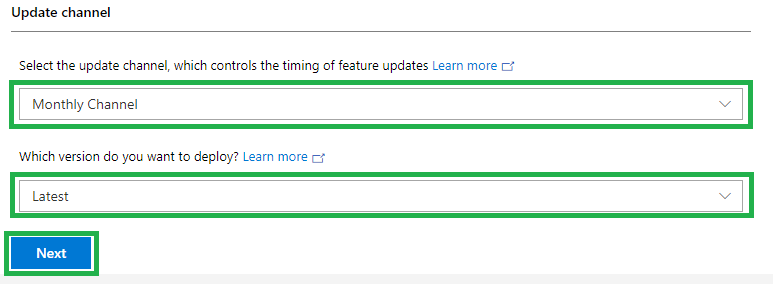 Update channel
Select the update channel, which controls the timing of feature updates Learn more
Monthly Channel
Which version do you want to deploy? Learn more
Latest
Next